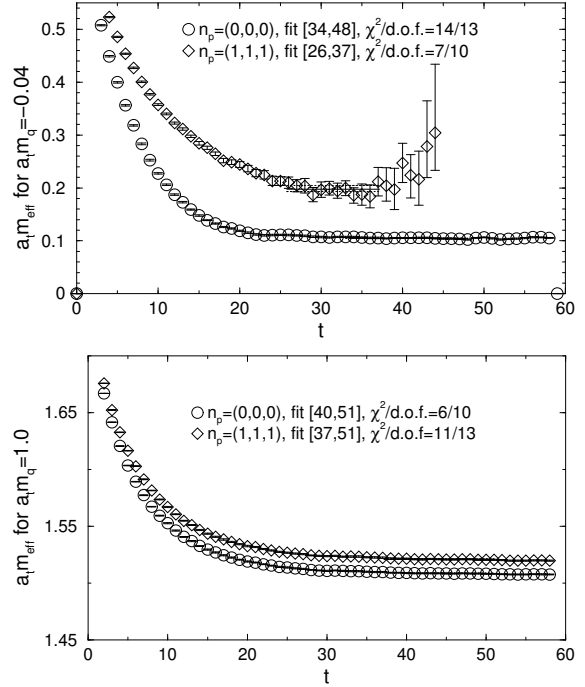 0.5
0.4
0.3
0.2
0.1
0
a_t m_eff for a_t m_q=−0.04
n_p=(0,0,0), fit [34,48], χ²/d.o.f.=14/13
n_p=(1,1,1), fit [26,37], χ²/d.o.f.=7/10
0 10 20 30 40 50 60
t
1.65
1.55
1.45
a_t m_eff for a_t m_q=1.0
n_p=(0,0,0), fit [40,51], χ²/d.o.f.=6/10
n_p=(1,1,1), fit [37,51], χ²/d.o.f=11/13
0 10 20 30 40 50 60
t